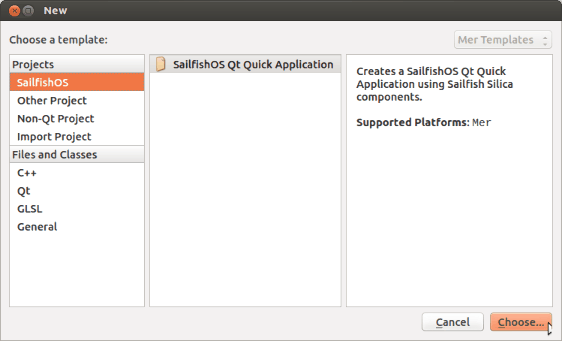 New
Choose a template:
Mer Templates
Projects
SailfishOS
Other Project
Non-Qt Project
Import Project
Files and Classes
C++
Qt
GLSL
General
SailfishOS Qt Quick Application
Creates a SailfishOS Qt Quick
Application using Sailfish Silica
components.
Supported Platforms: Mer
Cancel
Choose...